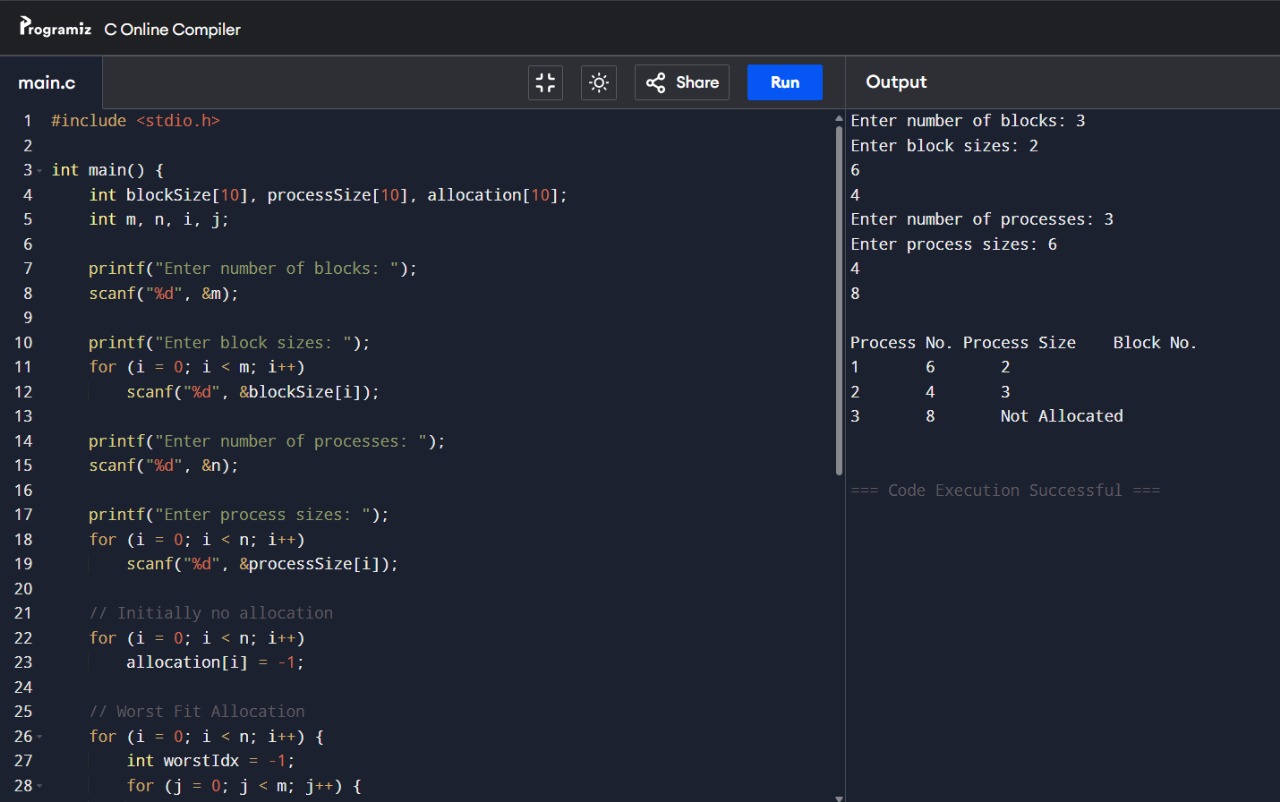 Programiz C Online Compiler
main.c
Share
Run
Output
1 #include <stdio.h>
2
3 int main() {
4     int blockSize[10], processSize[10], allocation[10];
5     int m, n, i, j;
6
7     printf("Enter number of blocks: ");
8     scanf("%d", &m);
9
10     printf("Enter block sizes: ");
11     for (i = 0; i < m; i++)
12         scanf("%d", &blockSize[i]);
13
14     printf("Enter number of processes: ");
15     scanf("%d", &n);
16
17     printf("Enter process sizes: ");
18     for (i = 0; i < n; i++)
19         scanf("%d", &processSize[i]);
20
21     // Initially no allocation
22     for (i = 0; i < n; i++)
23         allocation[i] = -1;
24
25     // Worst Fit Allocation
26     for (i = 0; i < n; i++) {
27         int worstIdx = -1;
28         for (j = 0; j < m; j++) {
Enter number of blocks: 3
Enter block sizes: 2
6
4
Enter number of processes: 3
Enter process sizes: 6
4
8
Process No. Process Size    Block No.
1       6       2
2       4       3
3       8       Not Allocated
=== Code Execution Successful ===